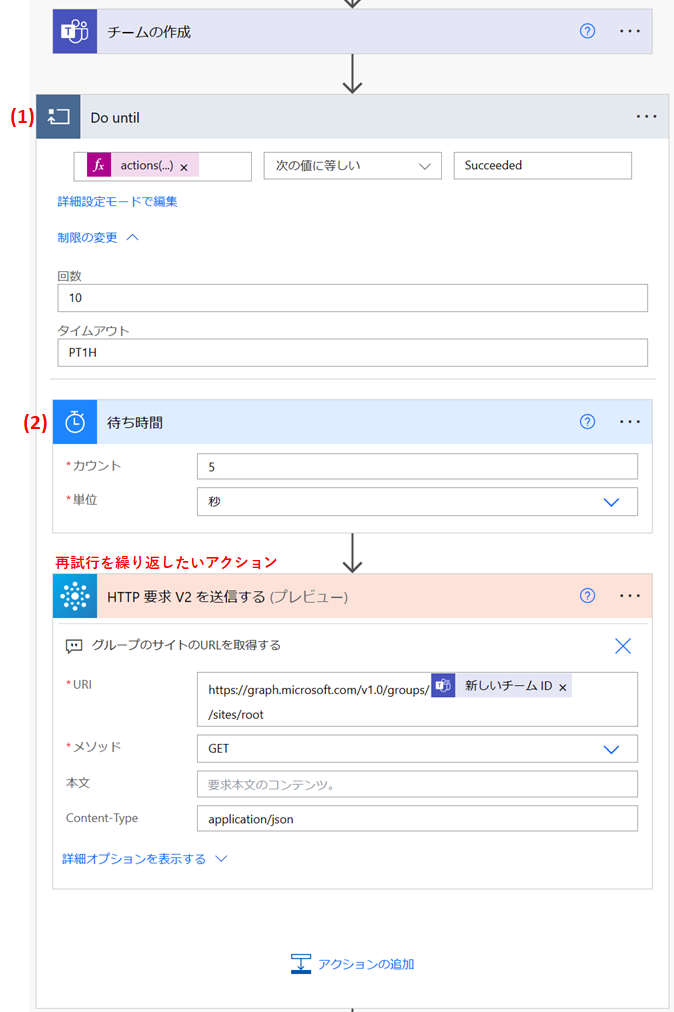 チームの作成
(1)
Do until
fx actions(...) ×
次の値に等しい
Succeeded
詳細設定モードで編集
制限の変更
回数
10
タイムアウト
PT1H
(2)
待ち時間
*カウント
5
*単位
秒
再試行を繰り返したいアクション
HTTP 要求 V2 を送信する (プレビュー)
グループのサイトのURLを取得する
*URI
https://graph.microsoft.com/v1.0/groups/ 新しいチーム ID ×
/sites/root
*メソッド
GET
本文
要求本文のコンテンツ。
Content-Type
application/json
詳細オプションを表示する
アクションの追加